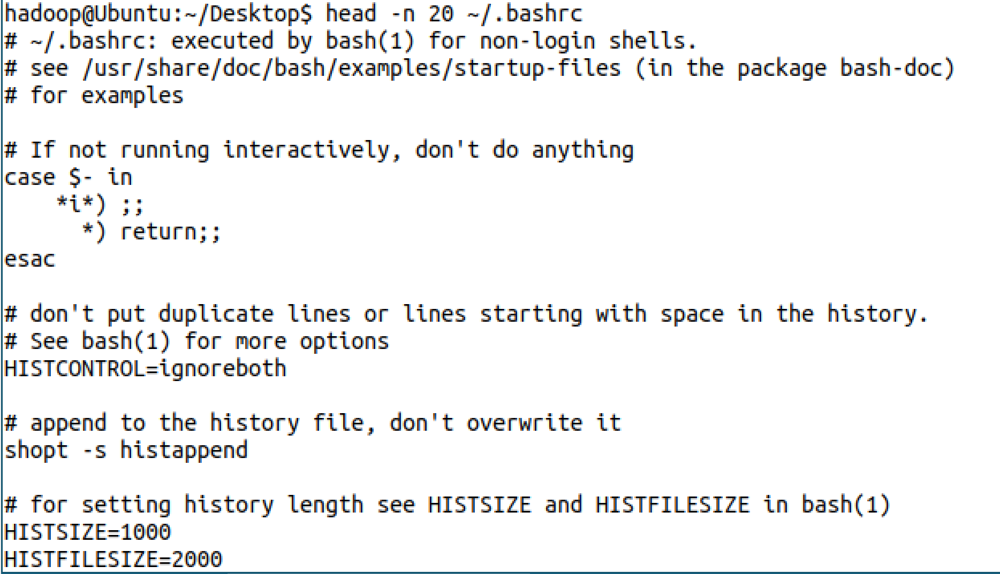 hadoop@Ubuntu:~/Desktop$ head -n 20 ~/.bashrc
# ~/.bashrc: executed by bash(1) for non-login shells.
# see /usr/share/doc/bash/examples/startup-files (in the package bash-doc)
# for examples

# If not running interactively, don't do anything
case $- in
    *i*) ;;
      *) return;;
esac

# don't put duplicate lines or lines starting with space in the history.
# See bash(1) for more options
HISTCONTROL=ignoreboth

# append to the history file, don't overwrite it
shopt -s histappend

# for setting history length see HISTSIZE and HISTFILESIZE in bash(1)
HISTSIZE=1000
HISTFILESIZE=2000